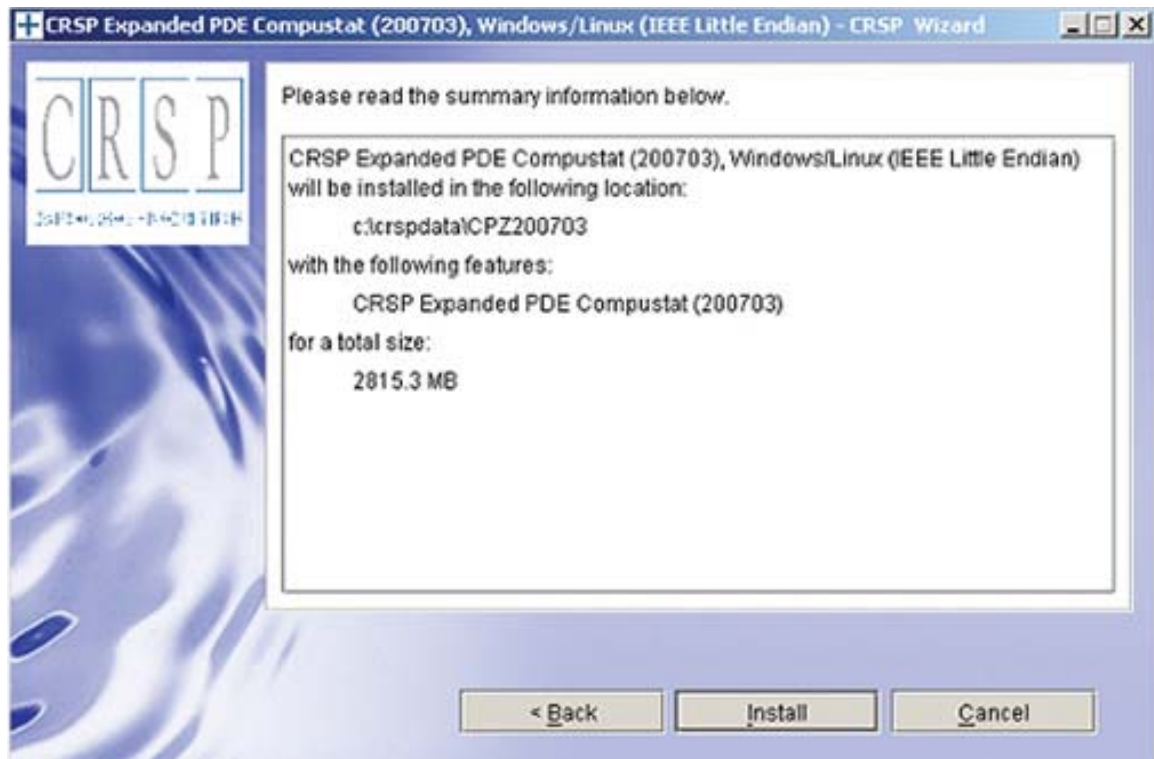 CRSP Expanded PDE Compustat (200703), Windows/Linux (IEEE Little Endian) - CRSP Wizard
CRSP
Please read the summary information below.
CRSP Expanded PDE Compustat (200703), Windows/Linux (IEEE Little Endian)
will be installed in the following location:
c:\crspdata\CPZ200703
with the following features:
CRSP Expanded PDE Compustat (200703)
for a total size:
2815.3 MB
< Back
Install
Cancel